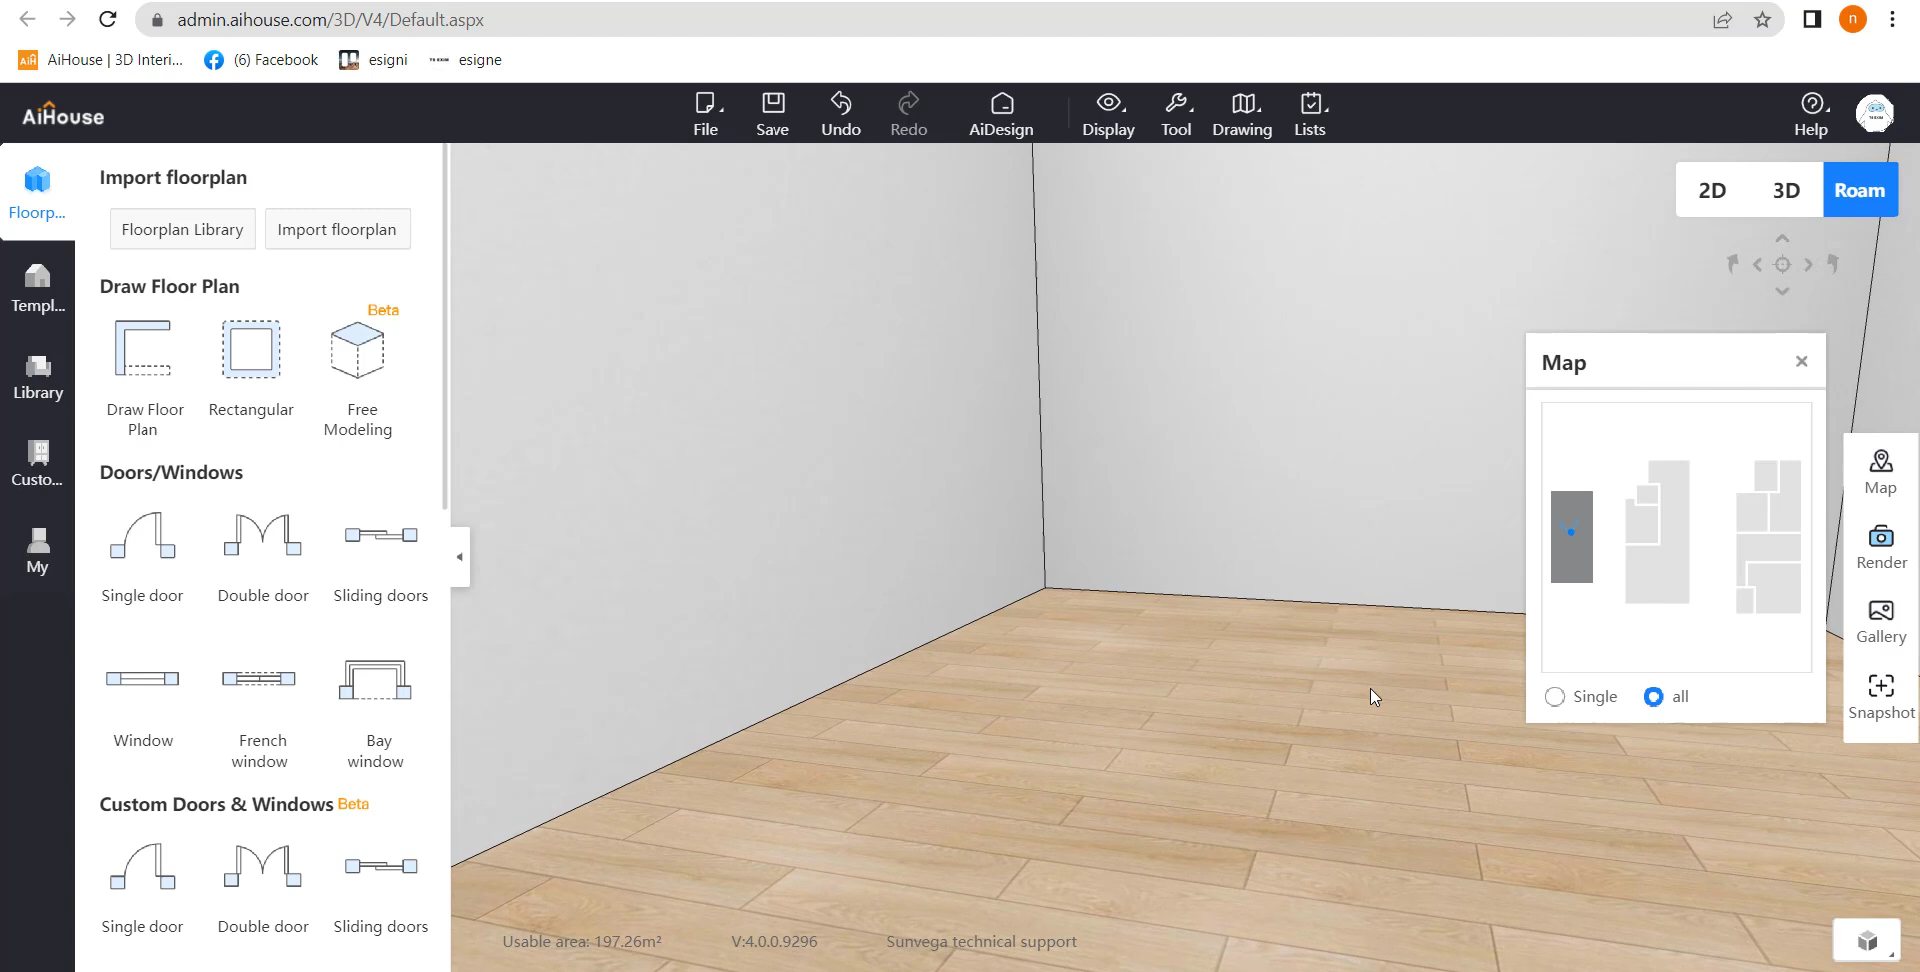 admin.aihouse.com/3D/V4/Default.aspx
n
AiHouse | 3D Interi...
(6) Facebook
esigni
esigne
AiHouse
File
Save
Undo
Redo
AiDesign
Display
Tool
Drawing
Lists
Help
Floorp...
Templ...
Library
Custo...
My
Import floorplan
Floorplan Library
Import floorplan
Draw Floor Plan
Beta
Draw Floor
Plan
Rectangular
Free
Modeling
Doors/Windows
Single door
Double door
Sliding doors
Window
French
window
Bay
window
Custom Doors & Windows Beta
Single door
Double door
Sliding doors
2D
3D
Roam
Map
Single
all
Map
Render
Gallery
Snapshot
Usable area: 197.26m²
V:4.0.0.9296
Sunvega technical support